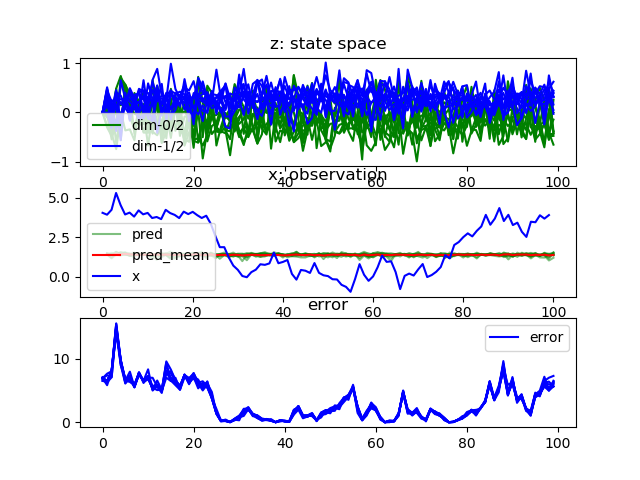 z: state space
1
0
−1
dim-0/2
dim-1/2
0 20 40 60 80 100
x: observation
5.0
2.5
0.0
pred
pred_mean
x
0 20 40 60 80 100
error
10
0
error
0 20 40 60 80 100